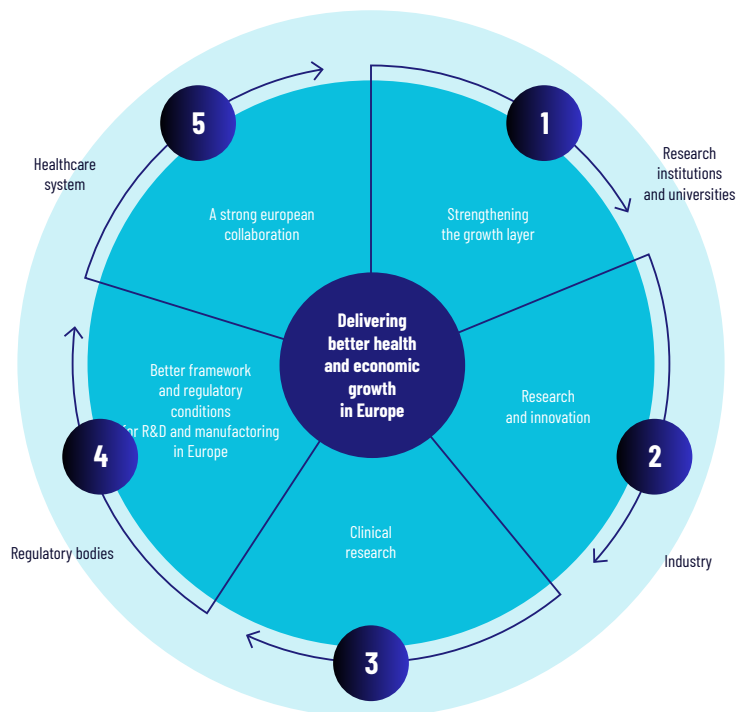 5
1
Healthcare
system
Research
institutions
and universities
A strong european
collaboration
Strengthening
the growth layer
Delivering
better health
and economic
growth
in Europe
Better framework
and regulatory
conditions
or R&D and manufactoring
in Europe
Research
and innovation
4
2
Clinical
research
Regulatory bodies
Industry
3